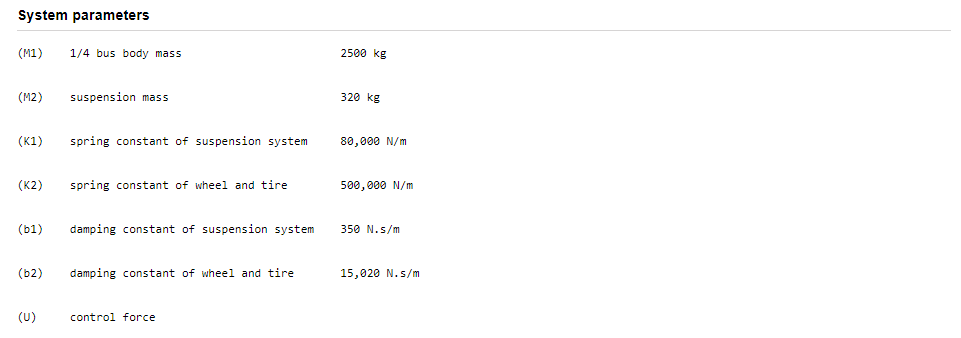 System parameters
(M1) 1/4 bus body mass 2500 kg
(M2) suspension mass 320 kg
(K1) spring constant of suspension system 80,000 N/m
(K2) spring constant of wheel and tire 500,000 N/m
(b1) damping constant of suspension system 350 N.s/m
(b2) damping constant of wheel and tire 15,020 N.s/m
(U) control force